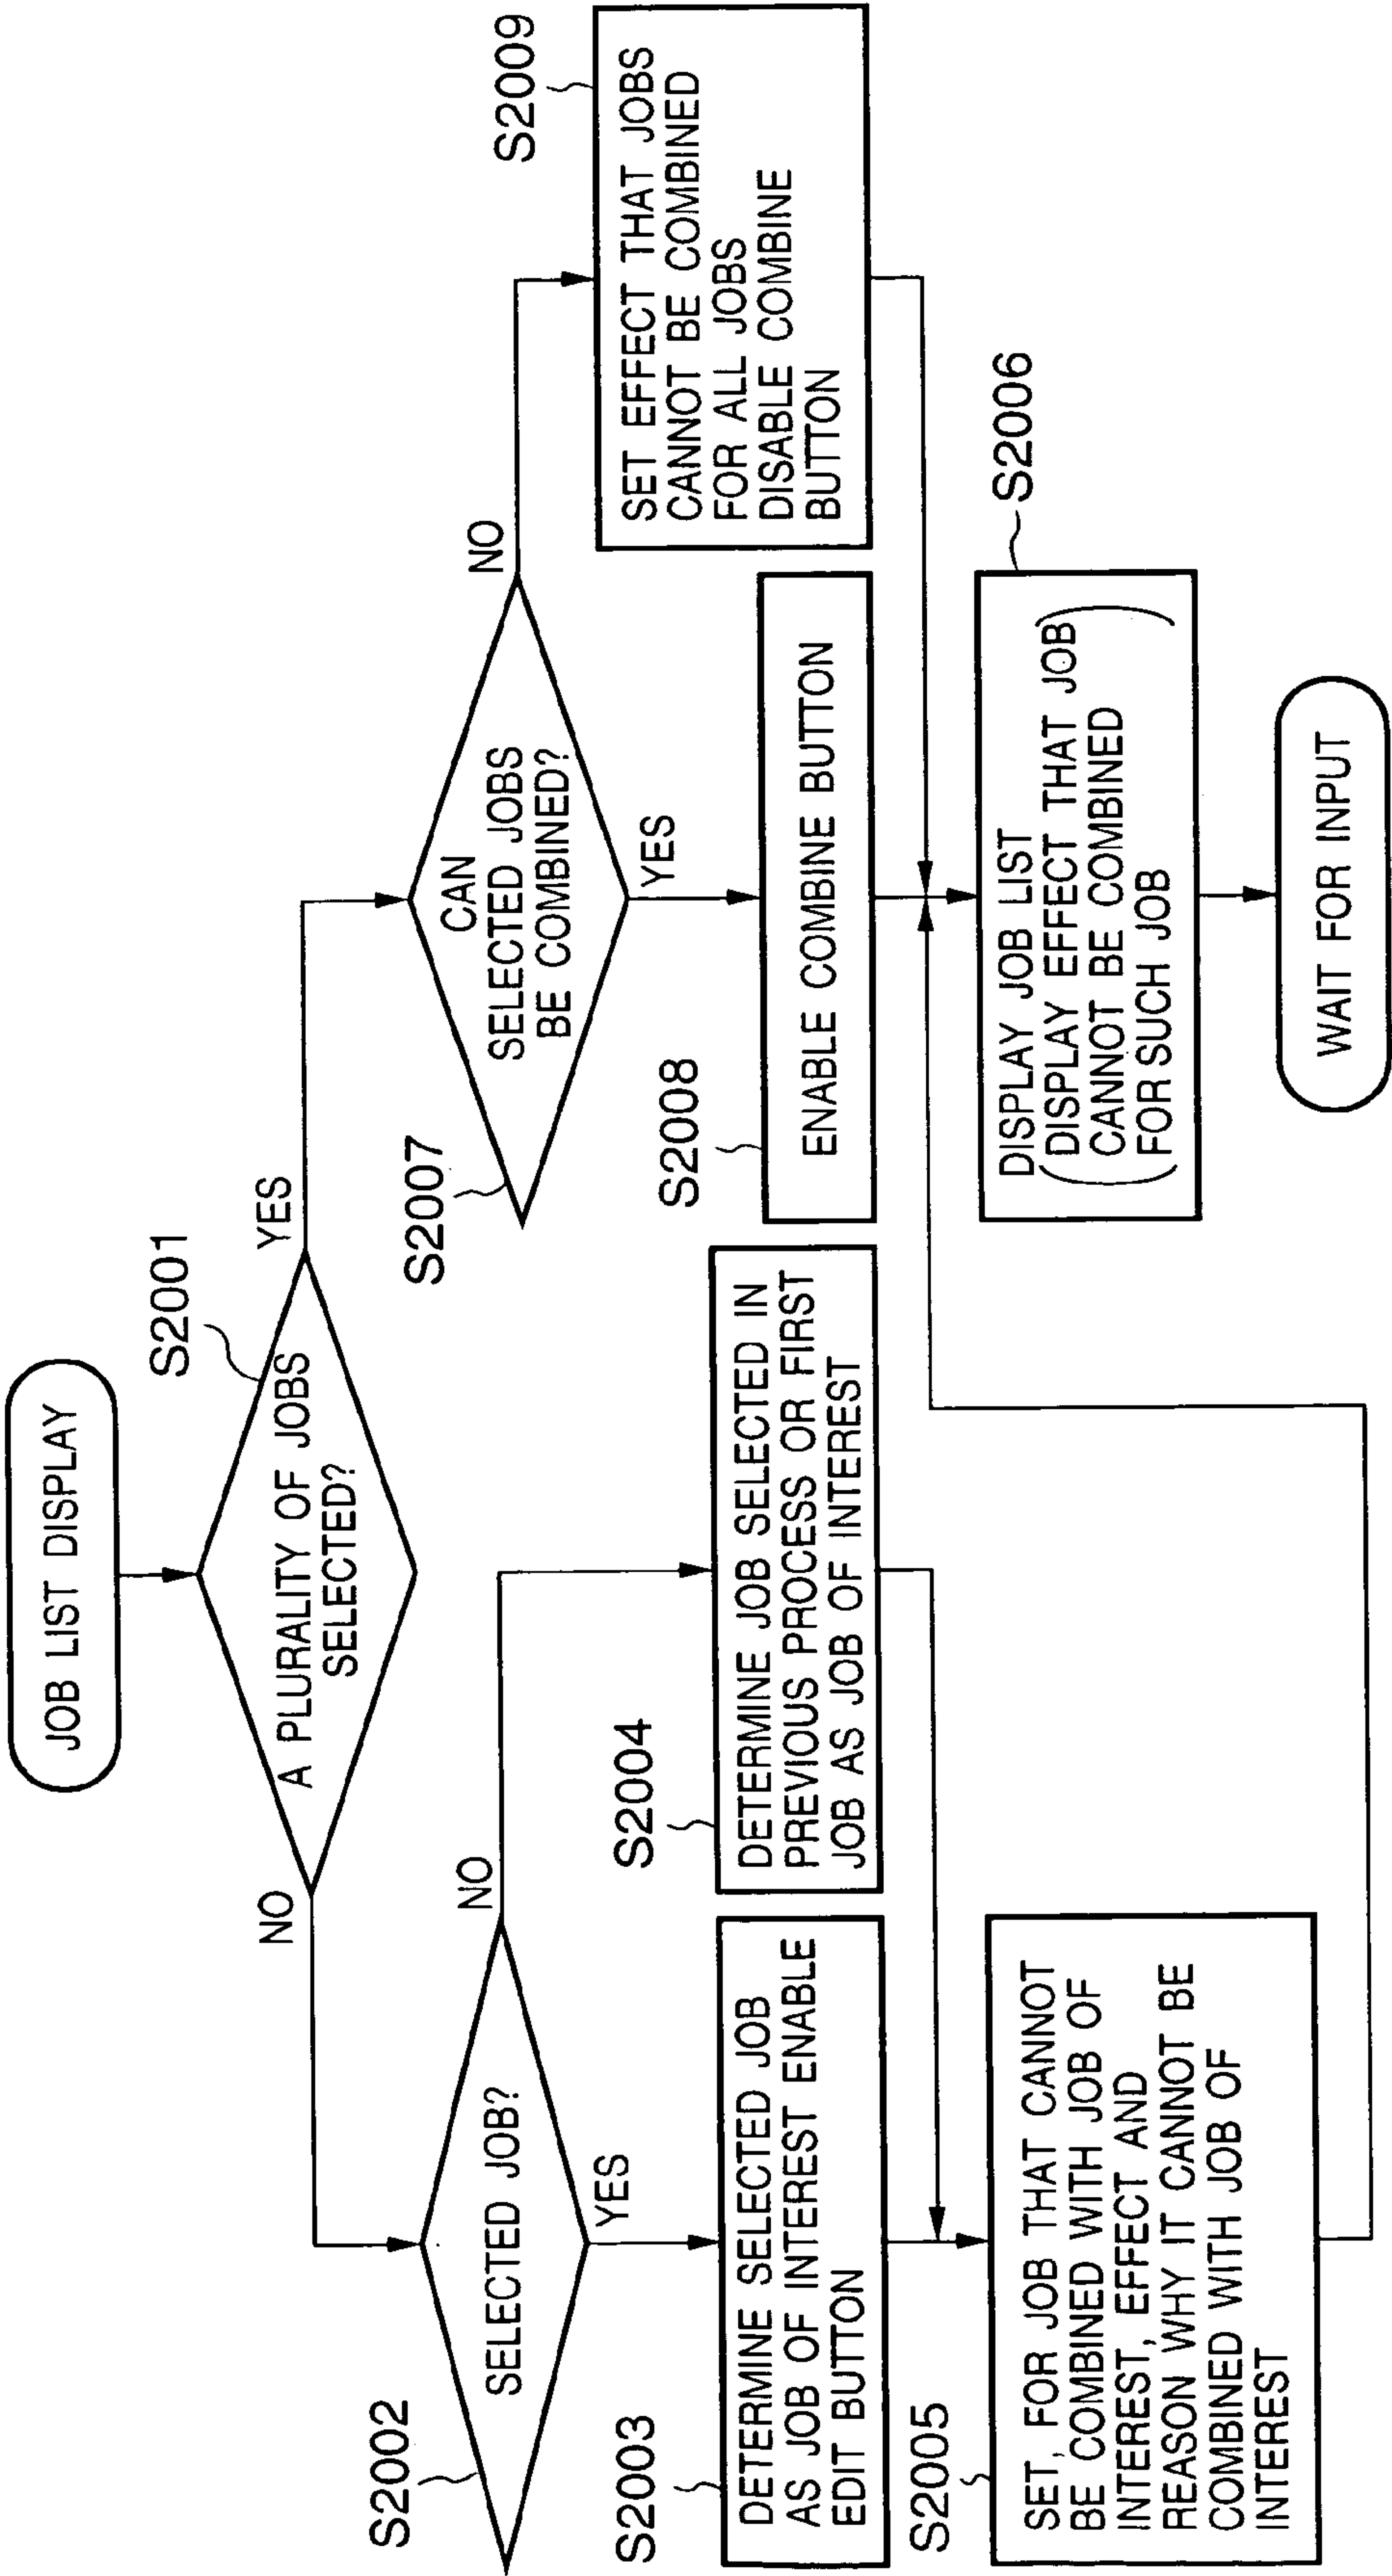 JOB LIST DISPLAY
S2001
A PLURALITY OF JOBS
SELECTED?
NO
YES
S2002
SELECTED JOB?
NO
YES
S2003
DETERMINE SELECTED JOB
AS JOB OF INTEREST ENABLE
EDIT BUTTON
S2004
DETERMINE JOB SELECTED IN
PREVIOUS PROCESS OR FIRST
JOB AS JOB OF INTEREST
S2005
SET, FOR JOB THAT CANNOT
BE COMBINED WITH JOB OF
INTEREST, EFFECT AND
REASON WHY IT CANNOT BE
COMBINED WITH JOB OF
INTEREST
S2007
CAN
SELECTED JOBS
BE COMBINED?
NO
YES
S2008
ENABLE COMBINE BUTTON
S2009
SET EFFECT THAT JOBS
CANNOT BE COMBINED
FOR ALL JOBS
DISABLE COMBINE
BUTTON
S2006
DISPLAY JOB LIST
(DISPLAY EFFECT THAT JOB
CANNOT BE COMBINED
FOR SUCH JOB)
WAIT FOR INPUT